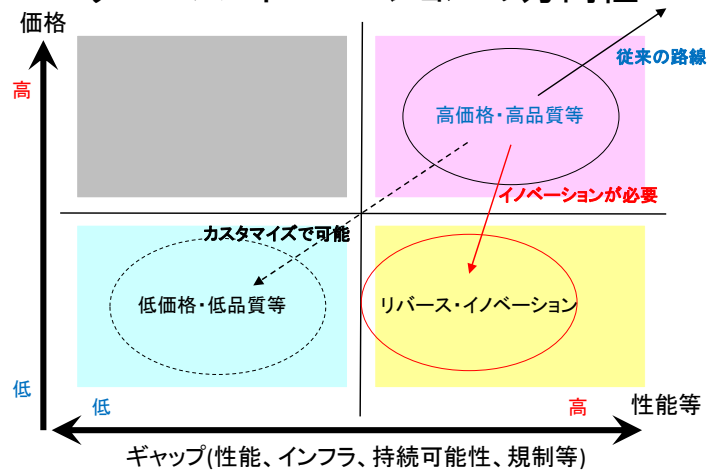 価格
従来の路線
高
高価格・高品質等
イノベーションが必要
カスタマイズで可能
低価格・低品質等
リバース・イノベーション
低
低
高
性能等
ギャップ(性能、インフラ、持続可能性、規制等)